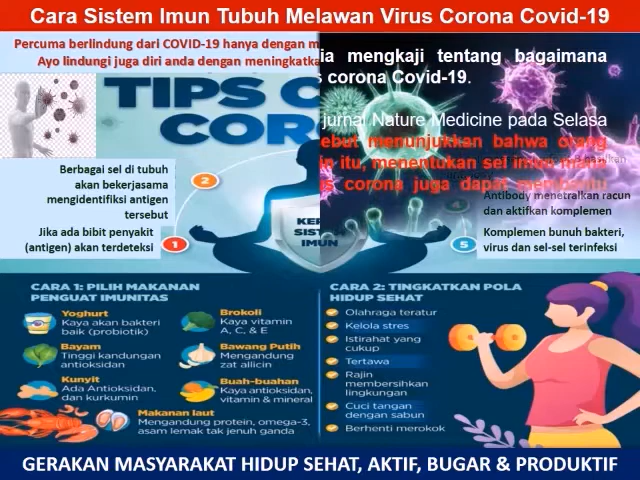 Cara Sistem Imun Tubuh Melawan Virus Corona Covid-19
Percuma berlindung dari COVID-19 hanya dengan m
Ayo lindungi juga diri anda dengan meningkatka
ia mengkaji tentang bagaimana
s corona Covid-19.
TIPS C
COR
jurnal Nature Medicine pada Selasa
ebut menunjukkan bahwa orang
in itu, menentukan sel imun mana
us corona juga dapat membantu
Berbagai sel di tubuh
akan bekerjasama
mengidentifiksi antigen
tersebut
2
Jika ada bibit penyakit
(antigen) akan terdeteksi
1
SISTEM
IMUN
Antibody menetralkan racun
dan aktifkan komplemen
5
Komplemen bunuh bakteri,
virus dan sel-sel terinfeksi
CARA 1: PILIH MAKANAN
PENGUAT IMUNITAS
Yoghurt
Kaya akan bakteri
baik (probiotik)
Bayam
Tinggi kandungan
antioksidan
Kunyit
Ada Antioksidan,
dan kurkumin
Brokoli
Kaya vitamin
A, C, & E
Bawang Putih
Mengandung
zat allicin
Buah-buahan
Kaya antioksidan,
vitamin & mineral
Makanan laut
Mengandung protein, omega-3,
asam lemak tak jenuh ganda
CARA 2: TINGKATKAN POLA
HIDUP SEHAT
Olahraga teratur
Kelola stres
Istirahat yang
cukup
Tertawa
Rajin
membersihkan
lingkungan
Cuci tangan
dengan sabun
Berhenti merokok
GERAKAN MASYARAKAT HIDUP SEHAT, AKTIF, BUGAR & PRODUKTIF